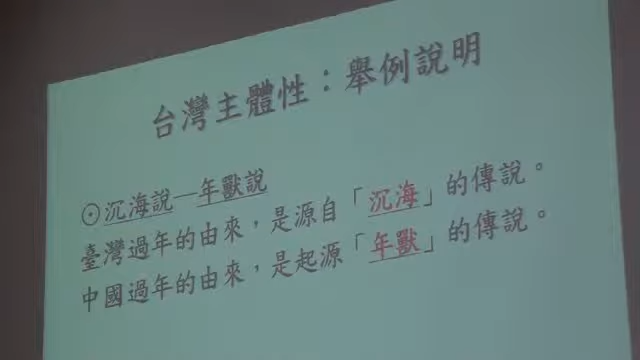 台灣主體性：舉例說明
⊙沉海說—年獸說
臺灣過年的由來，是源自「沉海」的傳說。
中國過年的由來，是起源「年獸」的傳說。